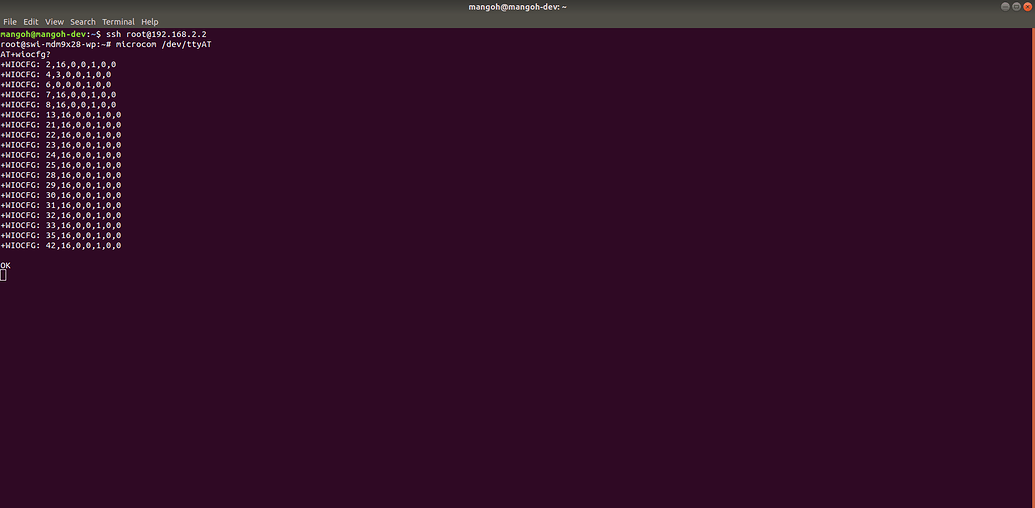 mangoh@mangoh-dev: ~
File Edit View Search Terminal Help
mangoh@mangoh-dev:~$ ssh root@192.168.2.2
root@swi-mdm9x28-wp:~# microcom /dev/ttyAT
AT+wiocfg?
+WIOCFG: 2,16,0,0,1,0,0
+WIOCFG: 4,3,0,0,1,0,0
+WIOCFG: 6,0,0,0,1,0,0
+WIOCFG: 7,16,0,0,1,0,0
+WIOCFG: 8,16,0,0,1,0,0
+WIOCFG: 13,16,0,0,1,0,0
+WIOCFG: 21,16,0,0,1,0,0
+WIOCFG: 22,16,0,0,1,0,0
+WIOCFG: 23,16,0,0,1,0,0
+WIOCFG: 24,16,0,0,1,0,0
+WIOCFG: 25,16,0,0,1,0,0
+WIOCFG: 28,16,0,0,1,0,0
+WIOCFG: 29,16,0,0,1,0,0
+WIOCFG: 30,16,0,0,1,0,0
+WIOCFG: 31,16,0,0,1,0,0
+WIOCFG: 32,16,0,0,1,0,0
+WIOCFG: 33,16,0,0,1,0,0
+WIOCFG: 35,16,0,0,1,0,0
+WIOCFG: 42,16,0,0,1,0,0
OK